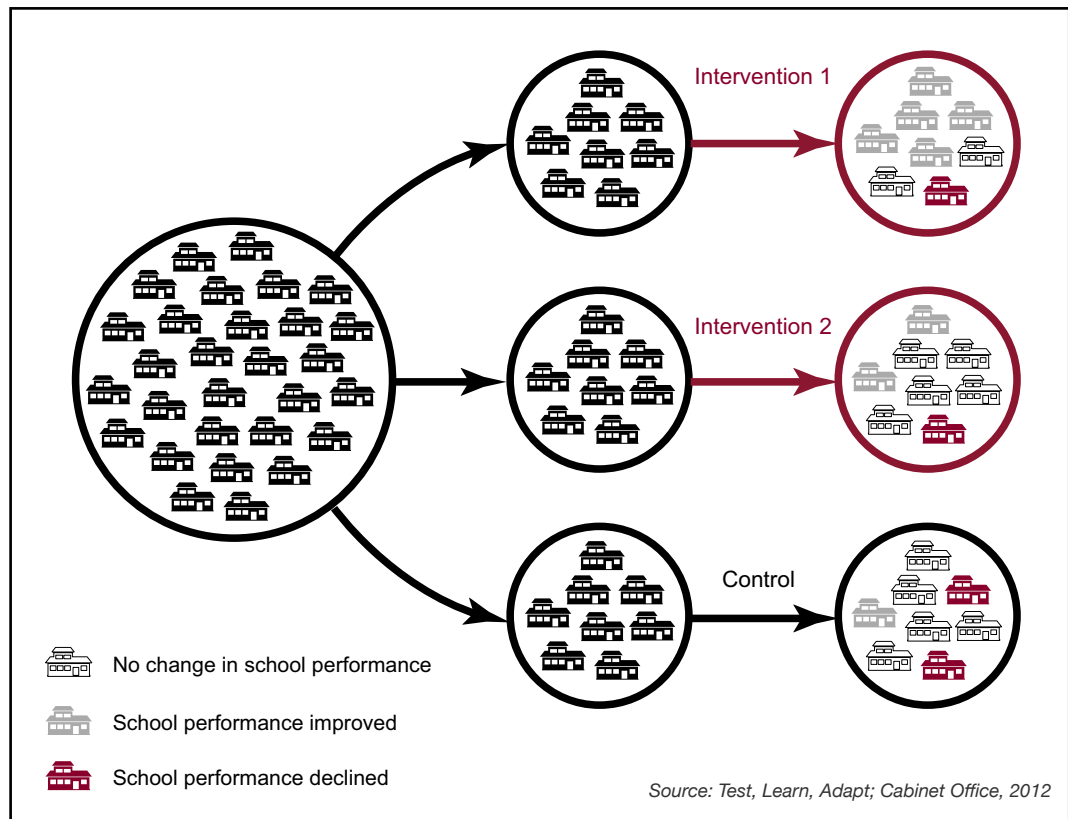 Intervention 1
Intervention 2
Control
No change in school performance
School performance improved
School performance declined
Source: Test, Learn, Adapt; Cabinet Office, 2012